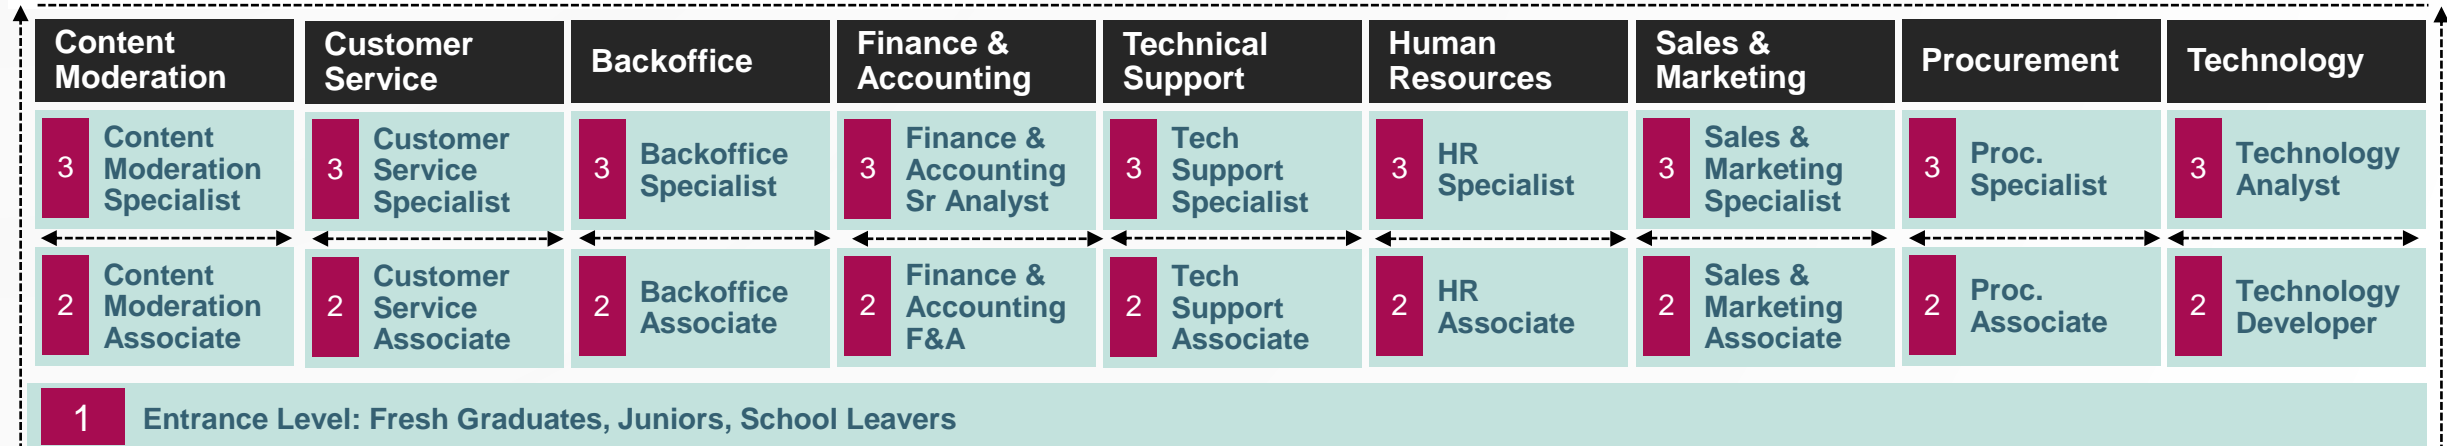 Content
Moderation
Customer
Service
Backoffice
Finance &
Accounting
Technical
Support
Human
Resources
Sales &
Marketing
Procurement
Technology
3
Content
Moderation
Specialist
3
Customer
Service
Specialist
3
Backoffice
Specialist
3
Finance &
Accounting
Sr Analyst
3
Tech
Support
Specialist
3
HR
Specialist
3
Sales &
Marketing
Specialist
3
Proc.
Specialist
3
Technology
Analyst
2
Content
Moderation
Associate
2
Customer
Service
Associate
2
Backoffice
Associate
2
Finance &
Accounting
F&A
2
Tech
Support
Associate
2
HR
Associate
2
Sales &
Marketing
Associate
2
Proc.
Associate
2
Technology
Developer
1
Entrance Level: Fresh Graduates, Juniors, School Leavers